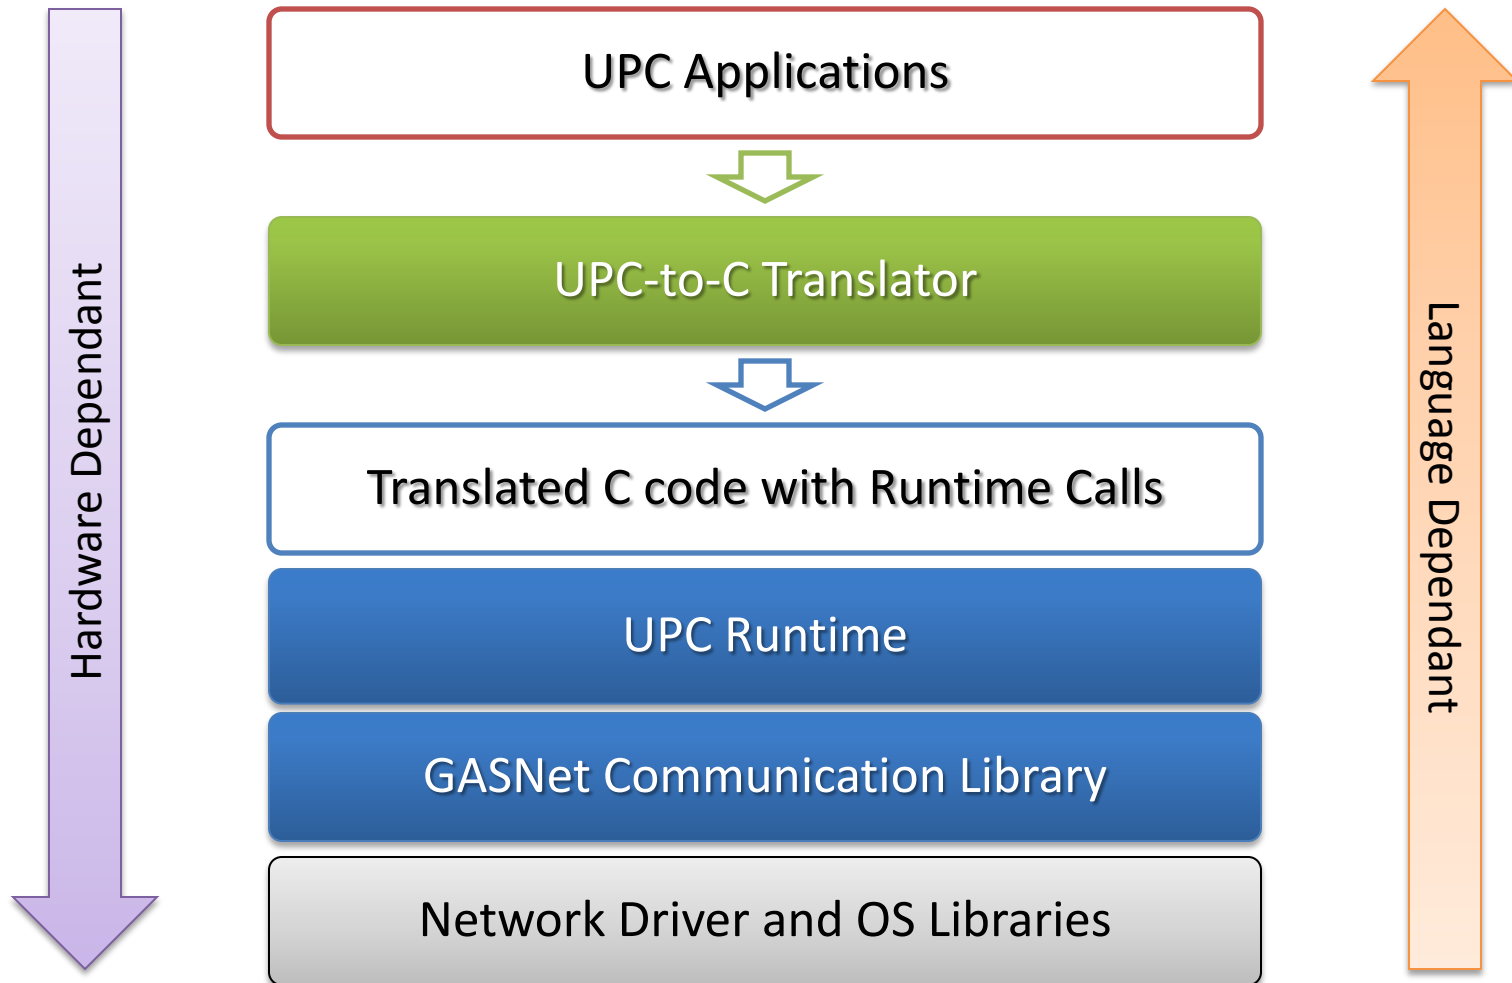 UPC Applications
UPC-to-C Translator
Translated C code with Runtime Calls
UPC Runtime
GASNet Communication Library
Network Driver and OS Libraries
Hardware Dependant
Language Dependant